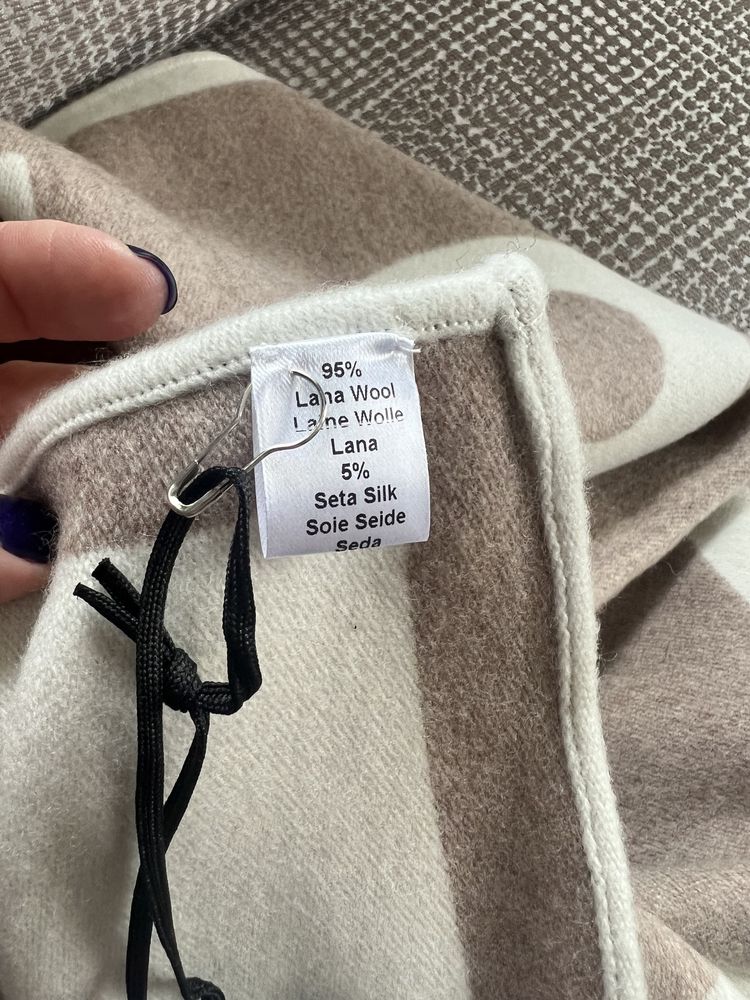 95%
Lana Wool
Laine Wolle
Lana
5%
Seta Silk
Soie Seide
Seda